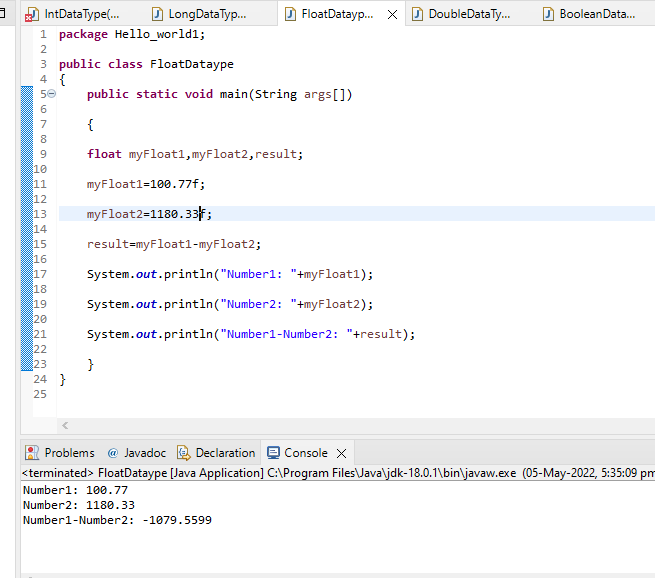 IntDataType(... LongDataTyp... FloatDatayp... DoubleDataTy... BooleanData...
1 package Hello_world1;
2
3 public class FloatDataype
4 {
5 public static void main(String args[])
6
7 {
8
9 float myFloat1,myFloat2,result;
10
11 myFloat1=100.77f;
12
13 myFloat2=1180.33f;
14
15 result=myFloat1-myFloat2;
16
17 System.out.println("Number1: "+myFloat1);
18
19 System.out.println("Number2: "+myFloat2);
20
21 System.out.println("Number1-Number2: "+result);
22
23 }
24 }
25
Problems @ Javadoc Declaration Console
<terminated> FloatDataype [Java Application] C:\Program Files\Java\jdk-18.0.1\bin\javaw.exe (05-May-2022, 5:35:09 pm
Number1: 100.77
Number2: 1180.33
Number1-Number2: -1079.5599